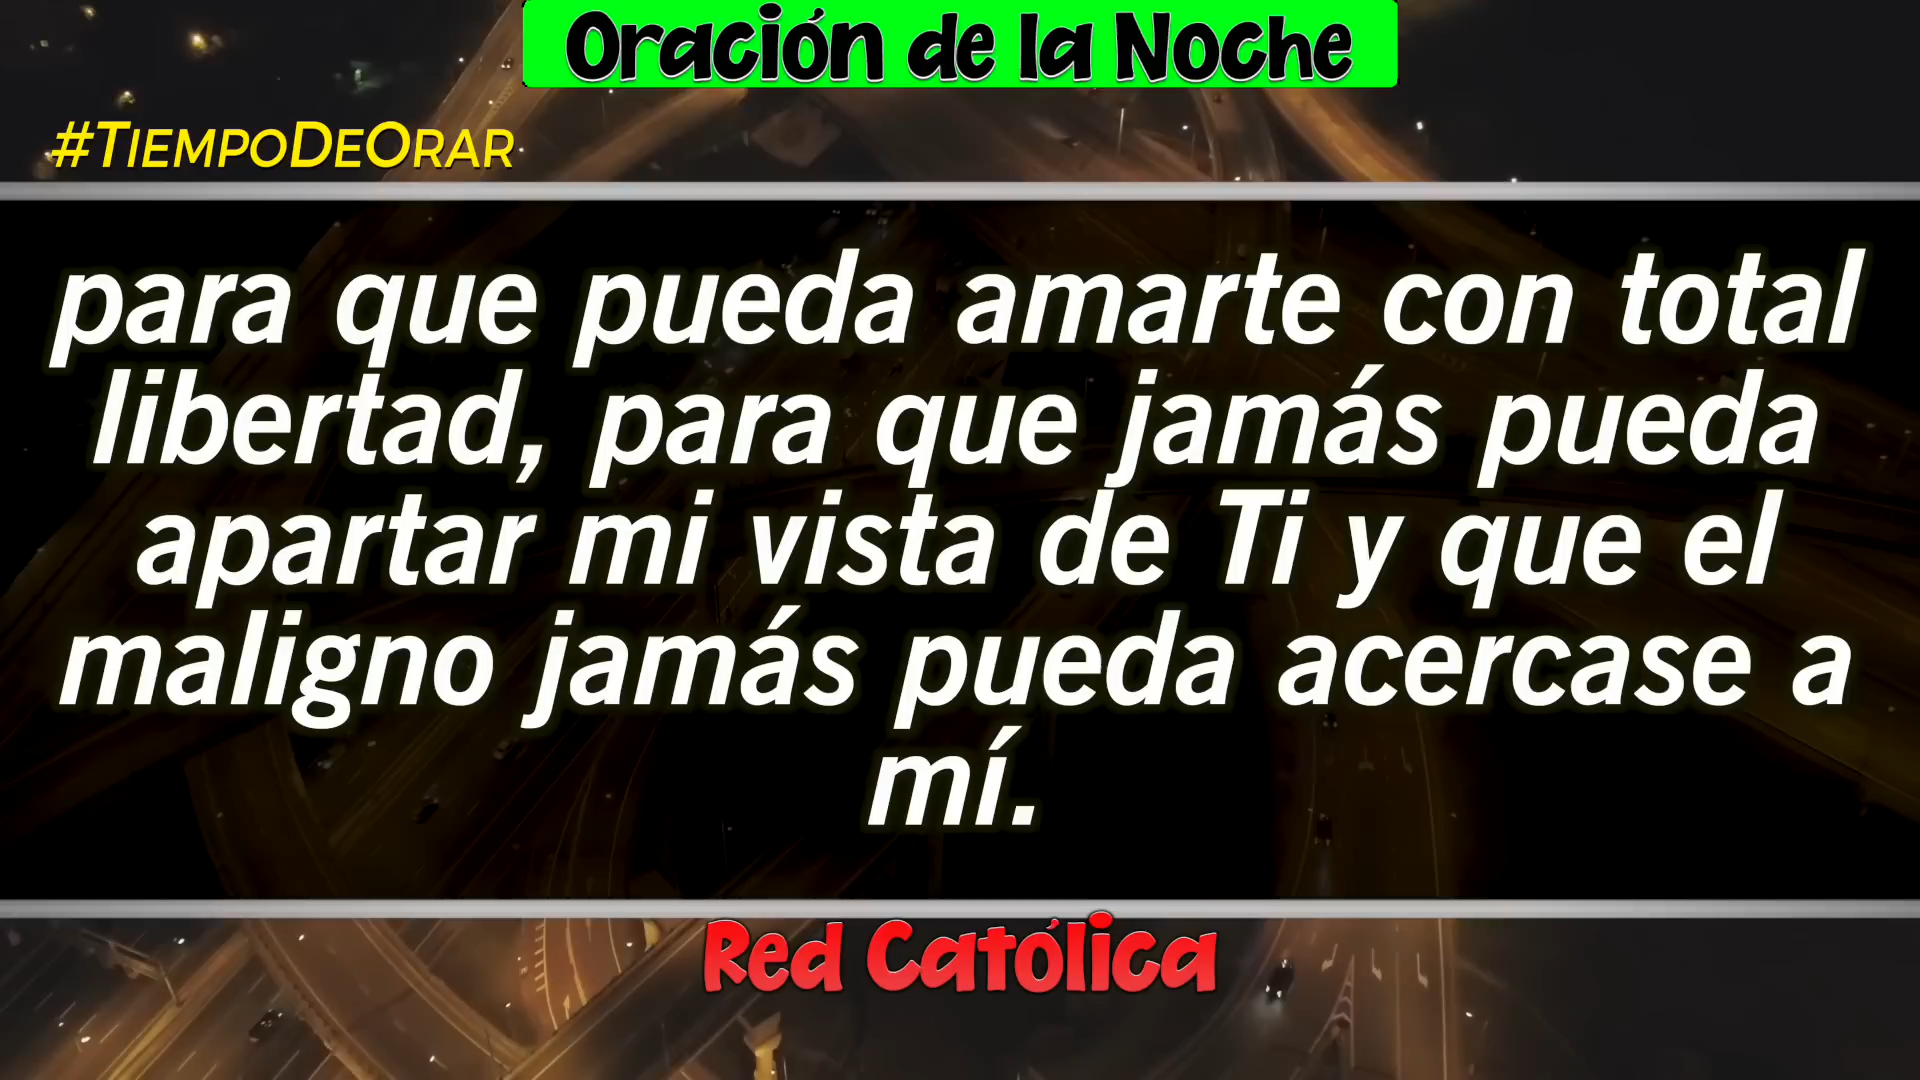 Oración de la Noche
#TiempoDeOrar
para que pueda amarte con total
libertad, para que jamás pueda
apartar mi vista de Ti y que el
maligno jamás pueda acercase a
mí.
Red Católica